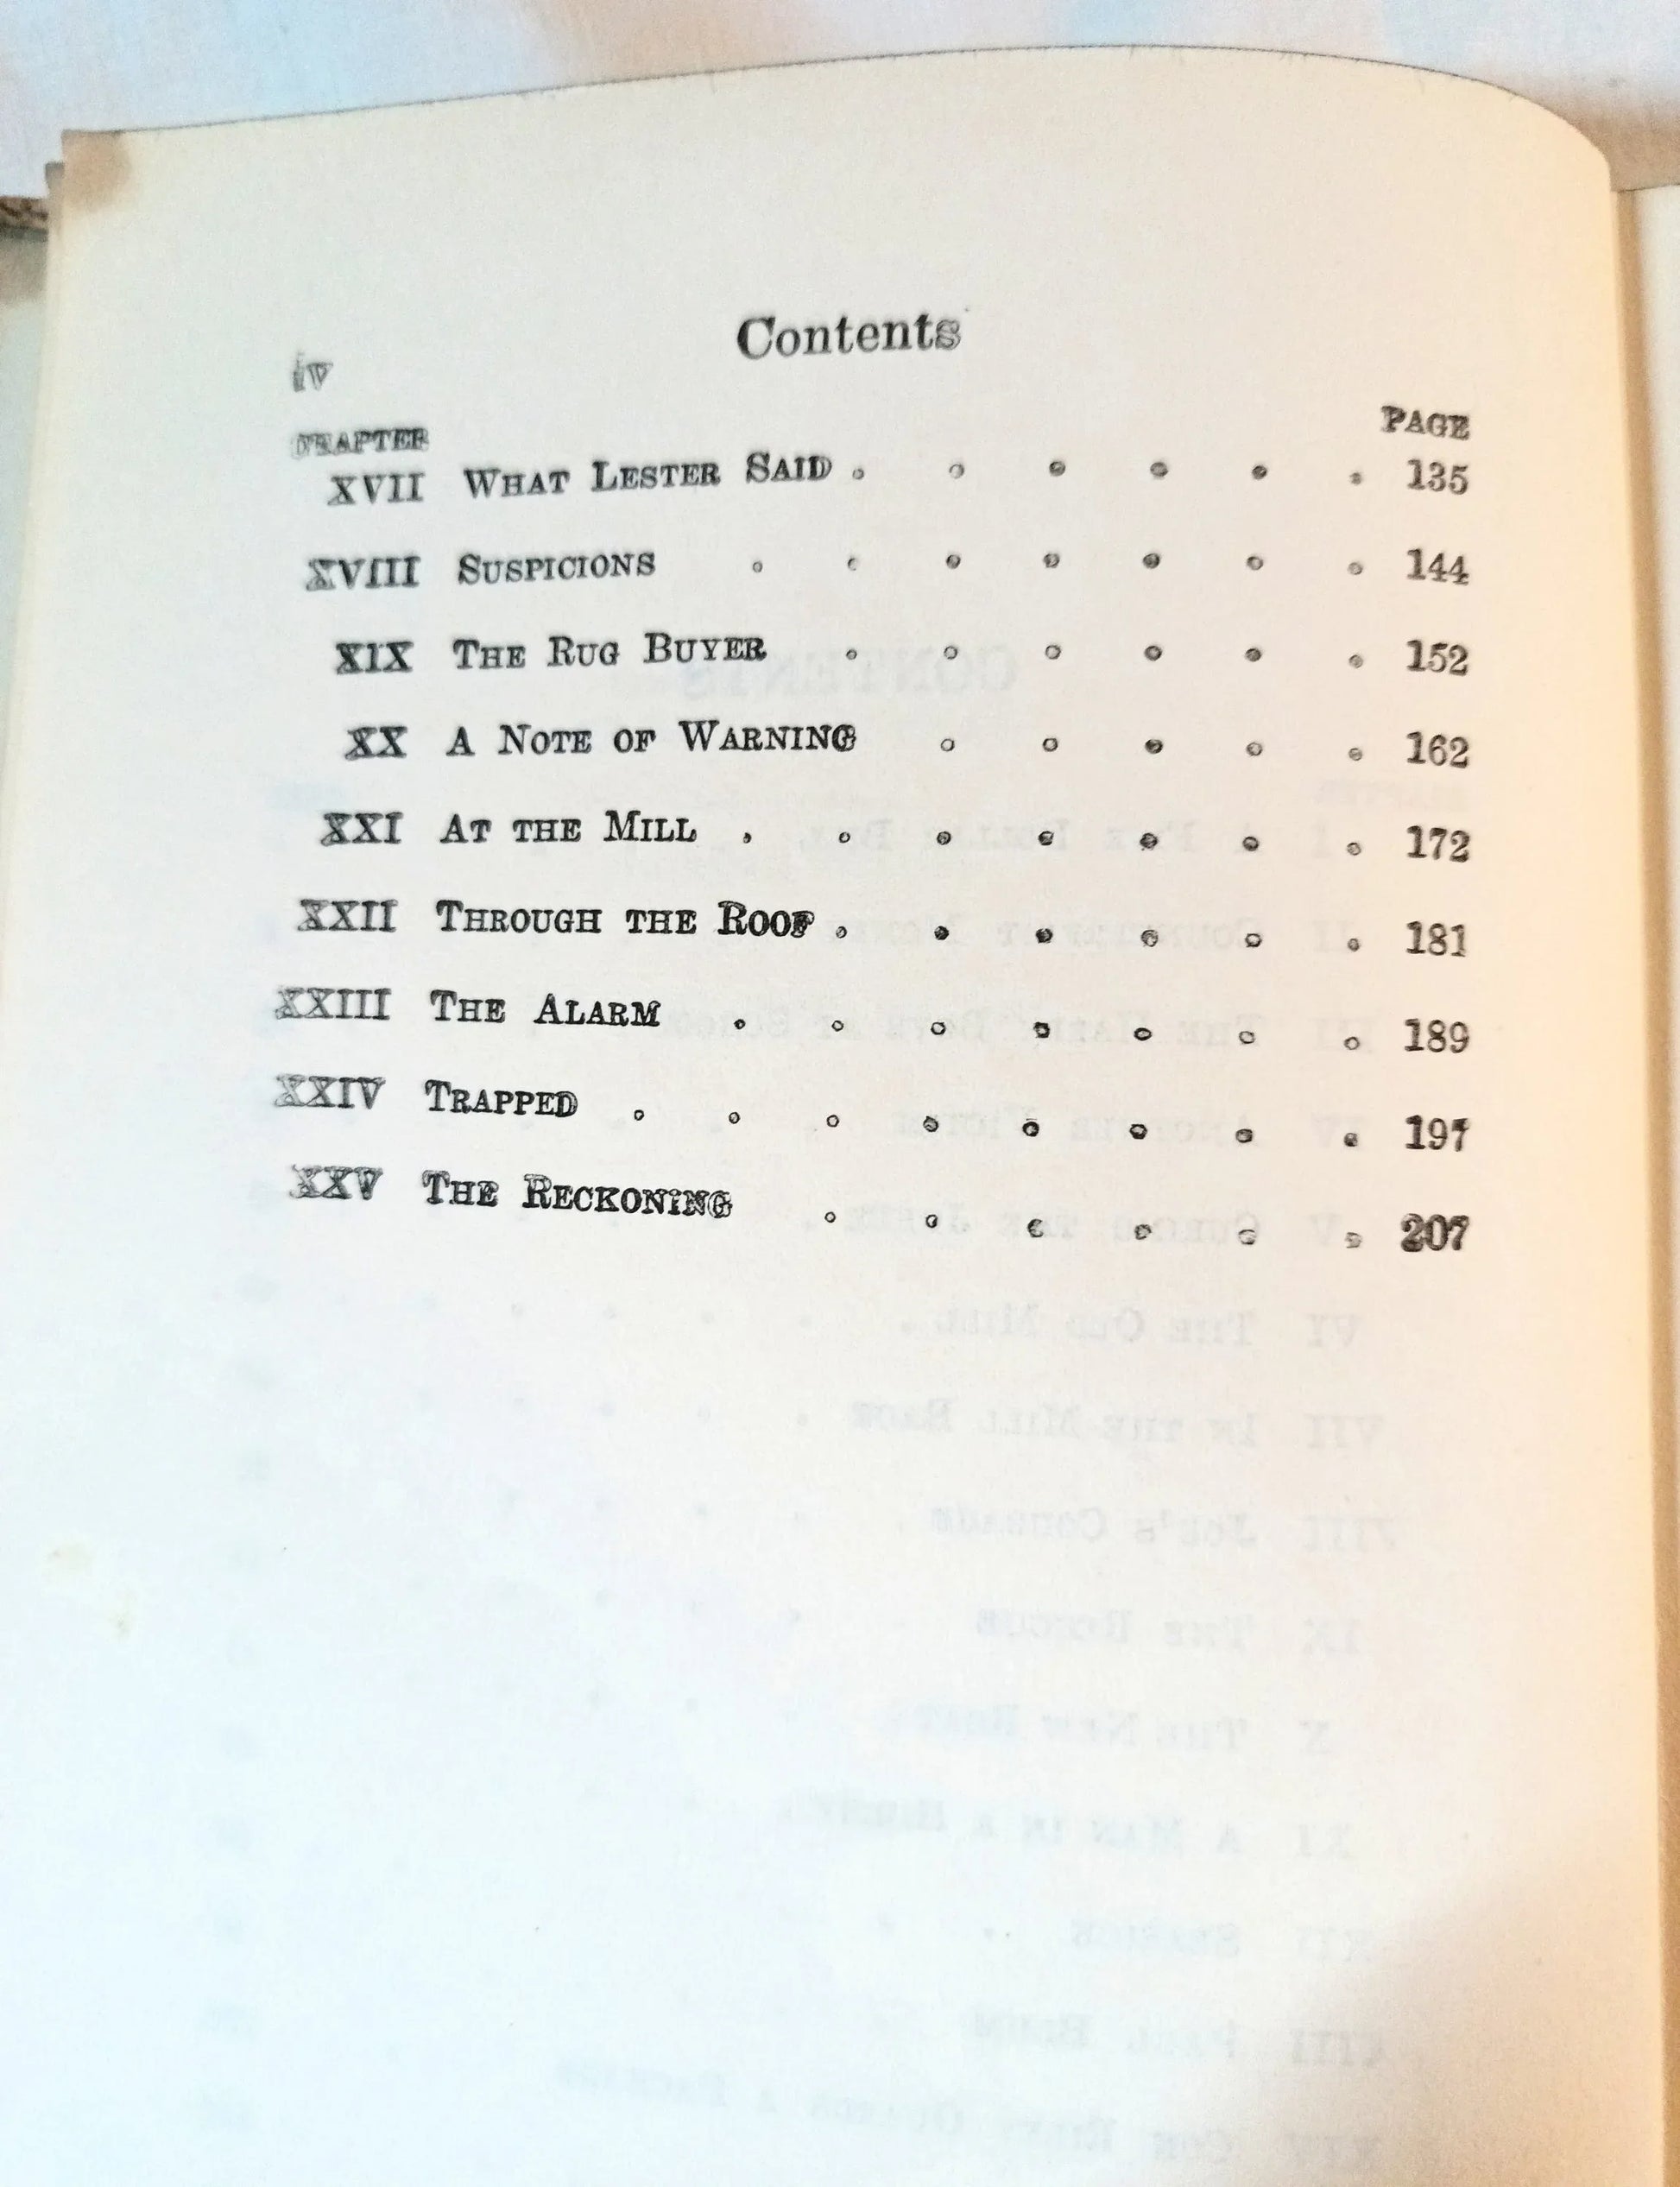 Contents
iv
CHAPTER PAGE
XVII WHAT LESTER SAID . . . . . . 135
XVIII SUSPICIONS . . . . . . . 144
XIX THE RUG BUYER . . . . . . 152
XX A NOTE OF WARNING . . . . . 162
XXI AT THE MILL . . . . . . . 172
XXII THROUGH THE ROOF . . . . . . 181
XXIII THE ALARM . . . . . . . 189
XXIV TRAPPED . . . . . . . . 197
XXV THE RECKONING . . . . . . 207